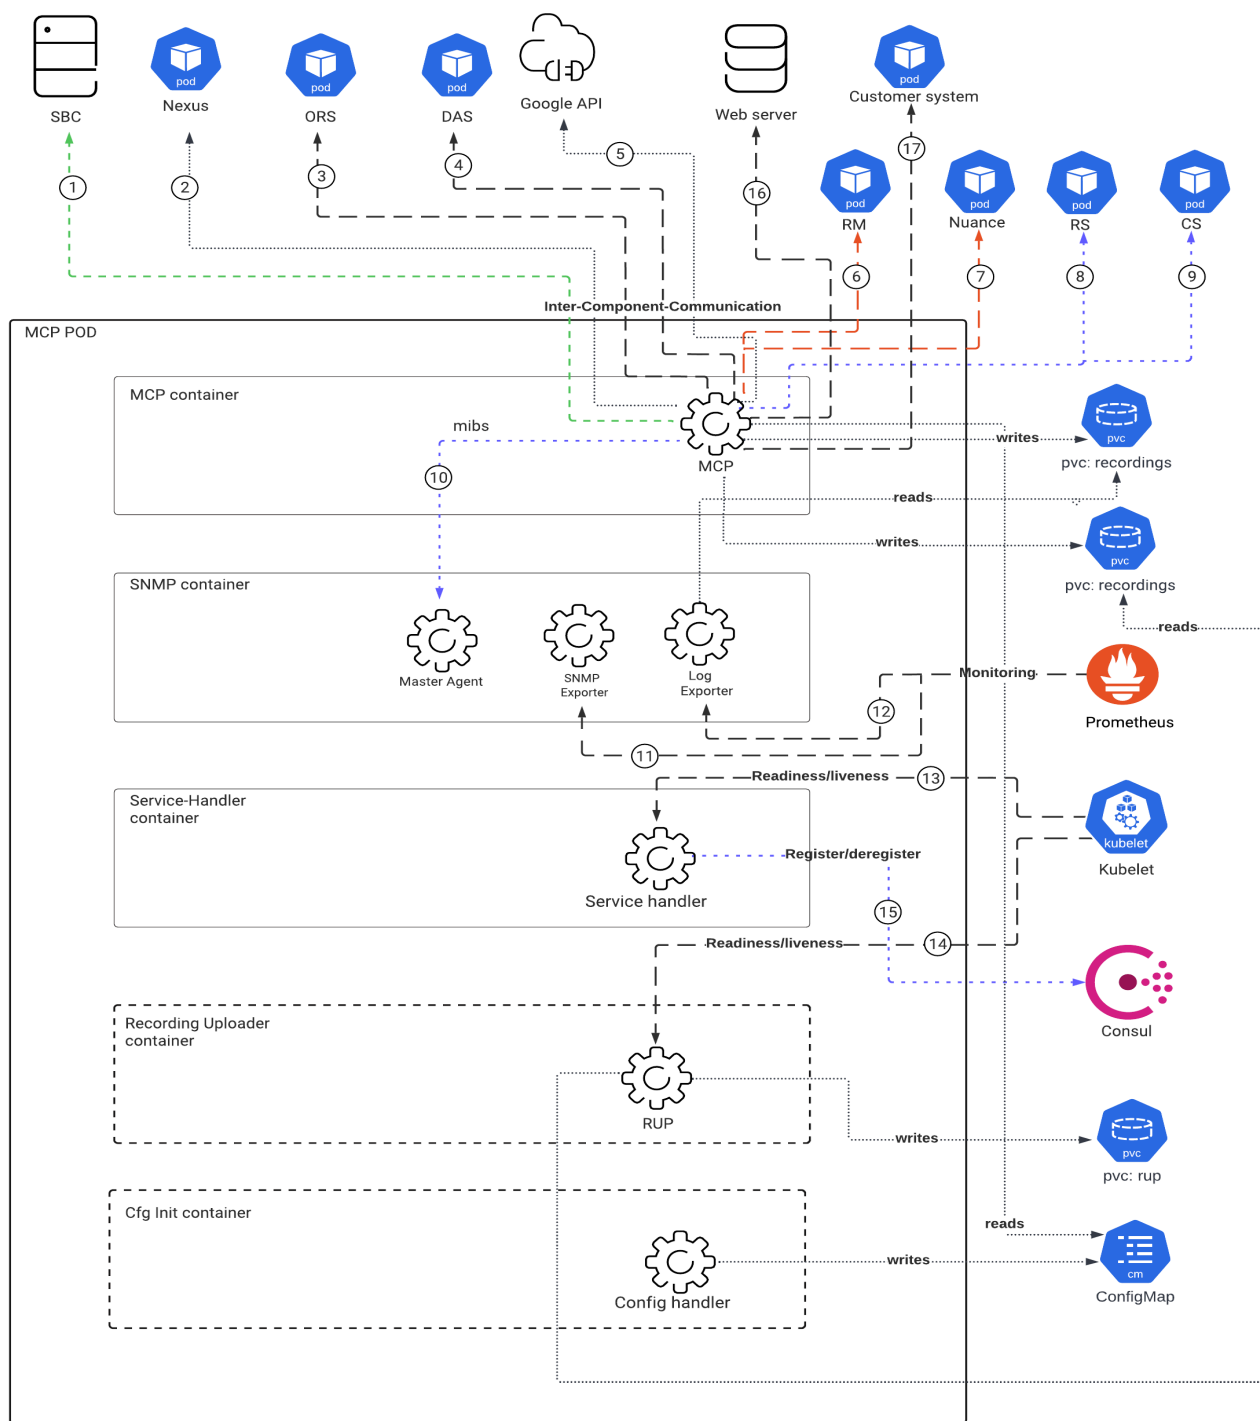 SBC
pod
Nexus
pod
ORS
pod
DAS
Google API
Web server
pod
Customer system
1
2
3
4
5
16
17
pod
RM
pod
Nuance
pod
RS
pod
CS
6
7
8
9
Inter-Component-Communication
MCP POD
MCP container
mibs
MCP
10
writes
pvc
pvc: recordings
reads
writes
pvc
pvc: recordings
reads
SNMP container
Master Agent
SNMP
Exporter
Log
Exporter
Monitoring
Prometheus
12
11
Readiness/liveness
13
kubelet
Kubelet
Service-Handler
container
Register/deregister
Service handler
15
Readiness/liveness
14
Consul
Recording Uploader
container
RUP
writes
pvc
pvc: rup
Cfg Init container
reads
writes
cm
ConfigMap
Config handler